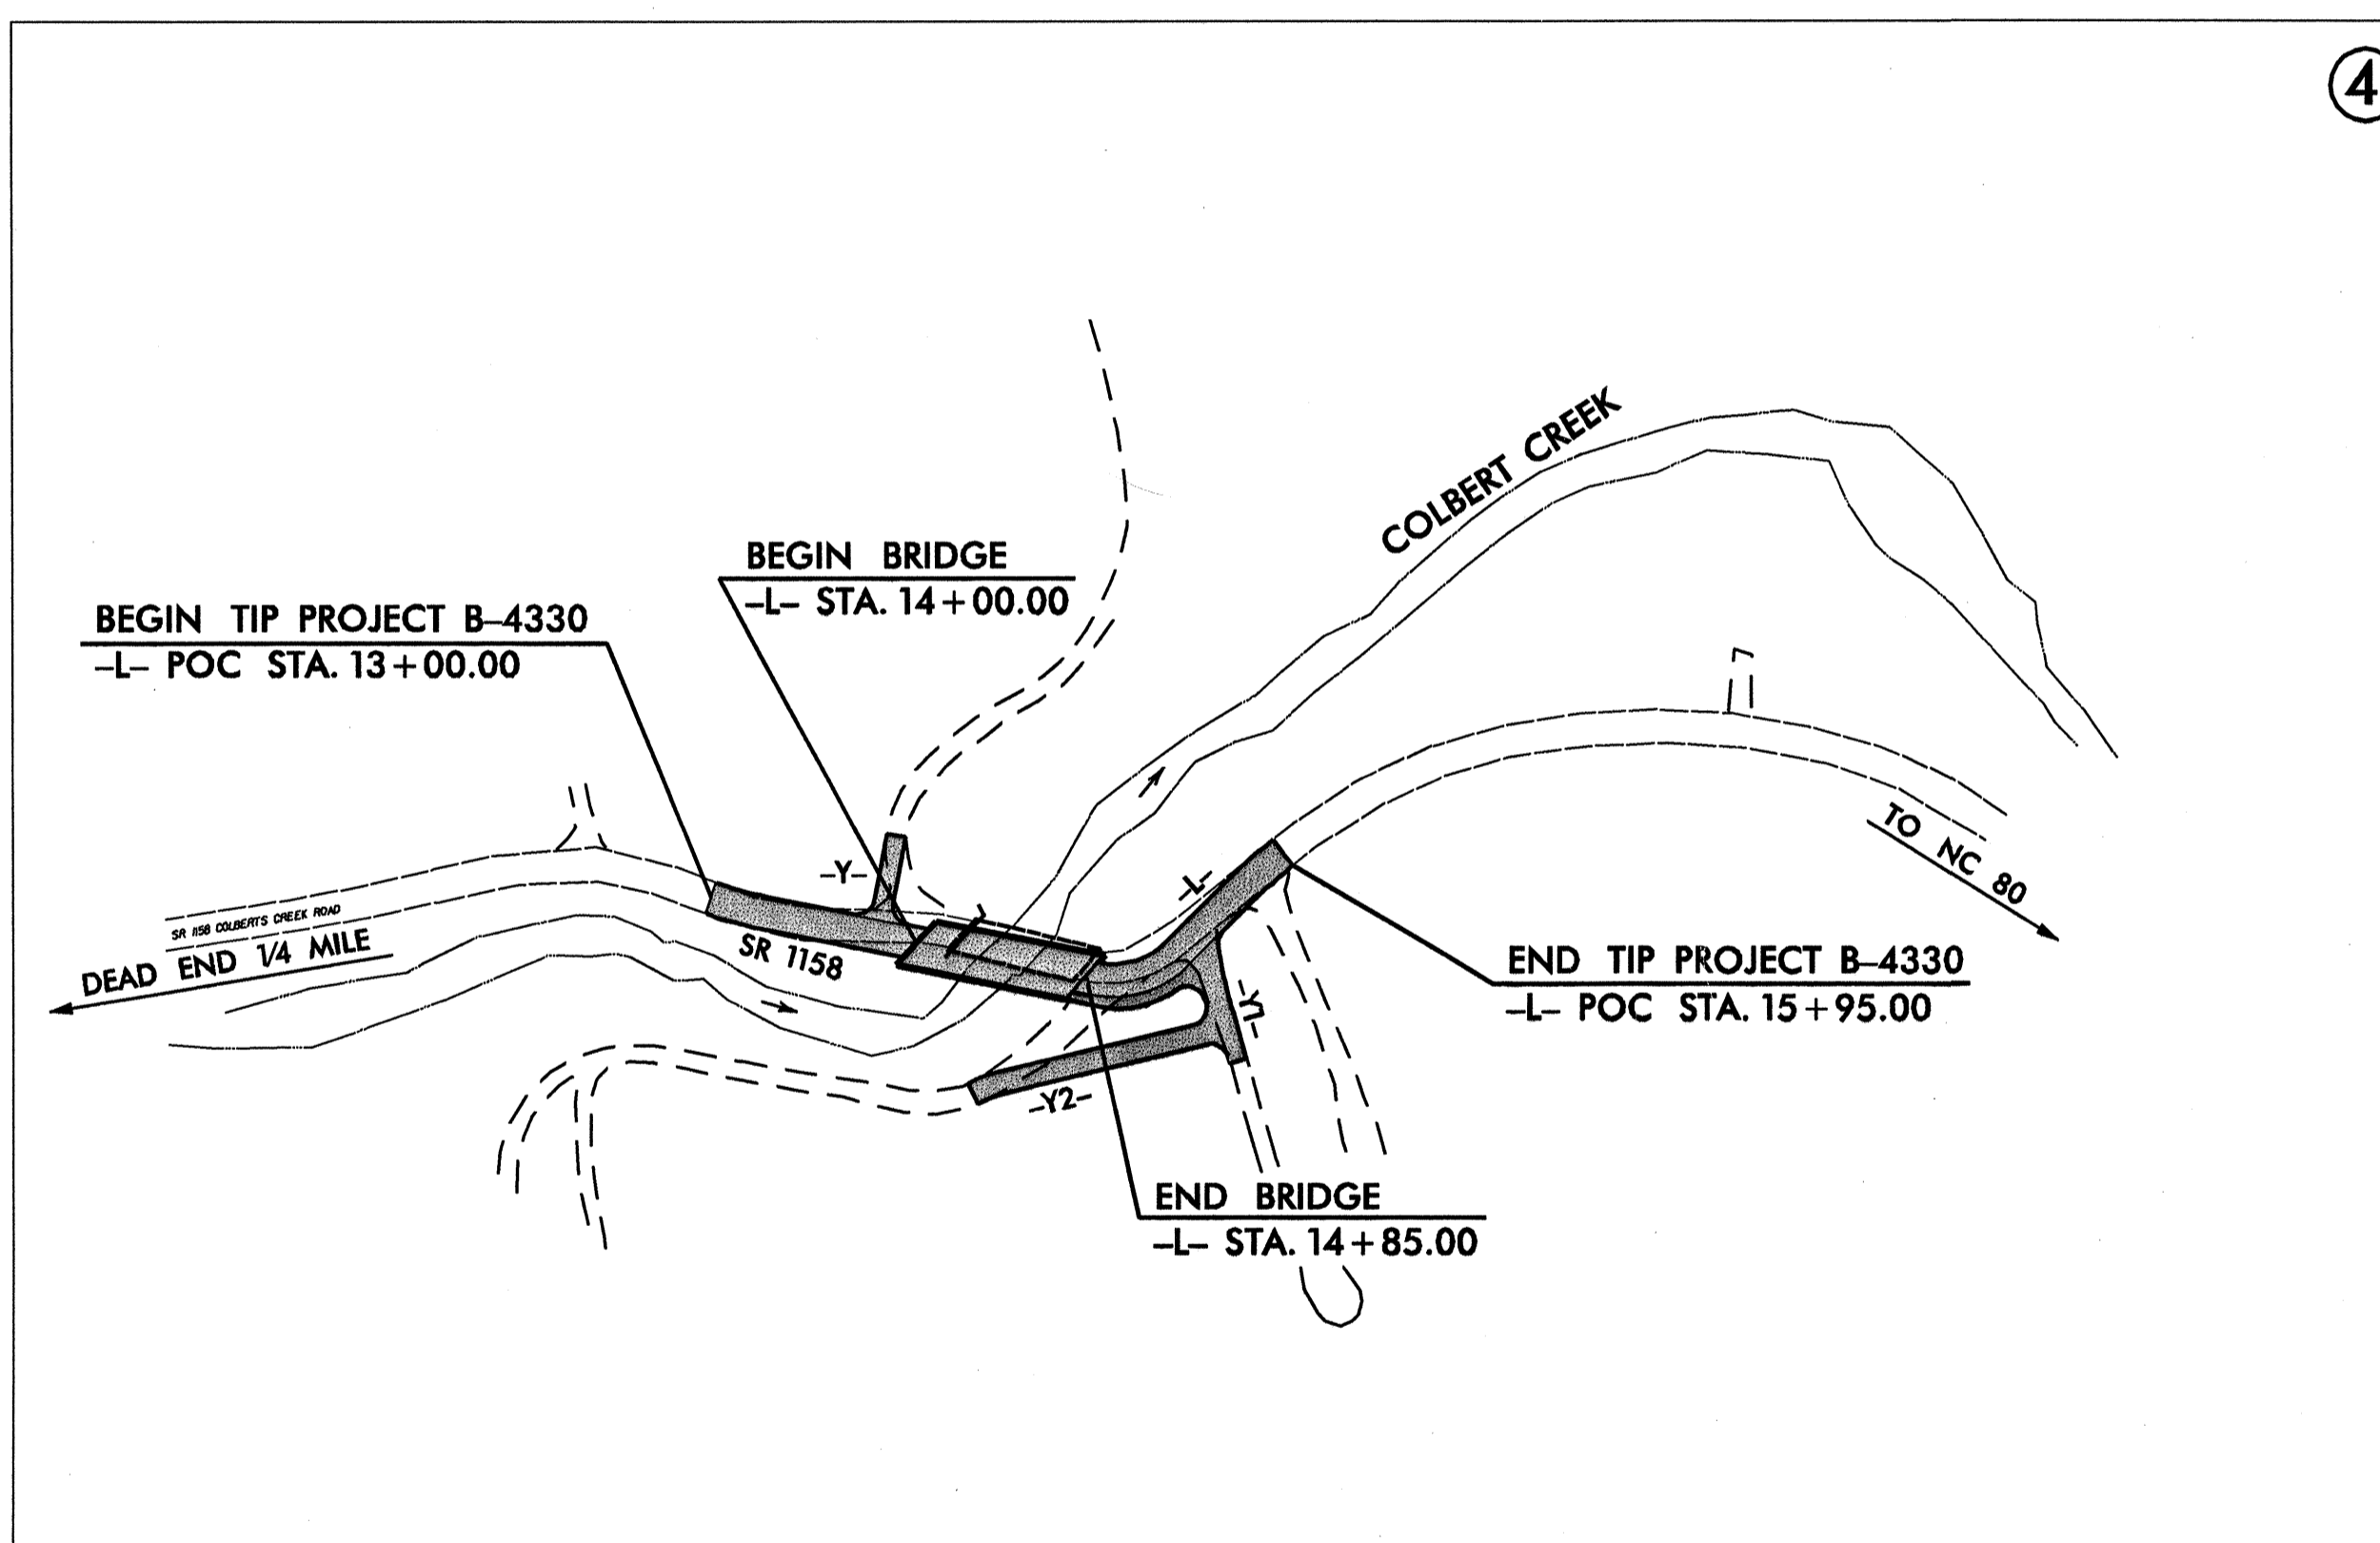 4
COLBERT CREEK
BEGIN BRIDGE
-L- STA. 14+00.00
BEGIN TIP PROJECT B-4330
-L- POC STA. 13+00.00
TO NC 80
-Y-
-L-
SR 1158 COLBERTS CREEK ROAD
DEAD END 1/4 MILE
SR 1158
END TIP PROJECT B-4330
-L- POC STA. 15+95.00
-Y1-
-Y2-
END BRIDGE
-L- STA. 14+85.00